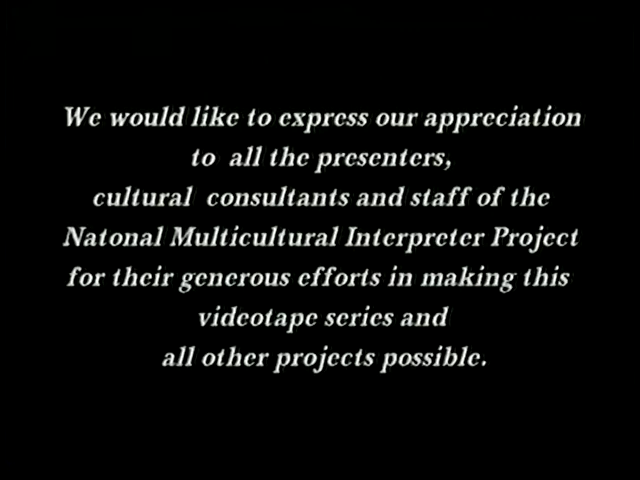 We would like to express our appreciation
to all the presenters,
cultural consultants and staff of the
Natonal Multicultural Interpreter Project
for their generous efforts in making this
videotape series and
all other projects possible.